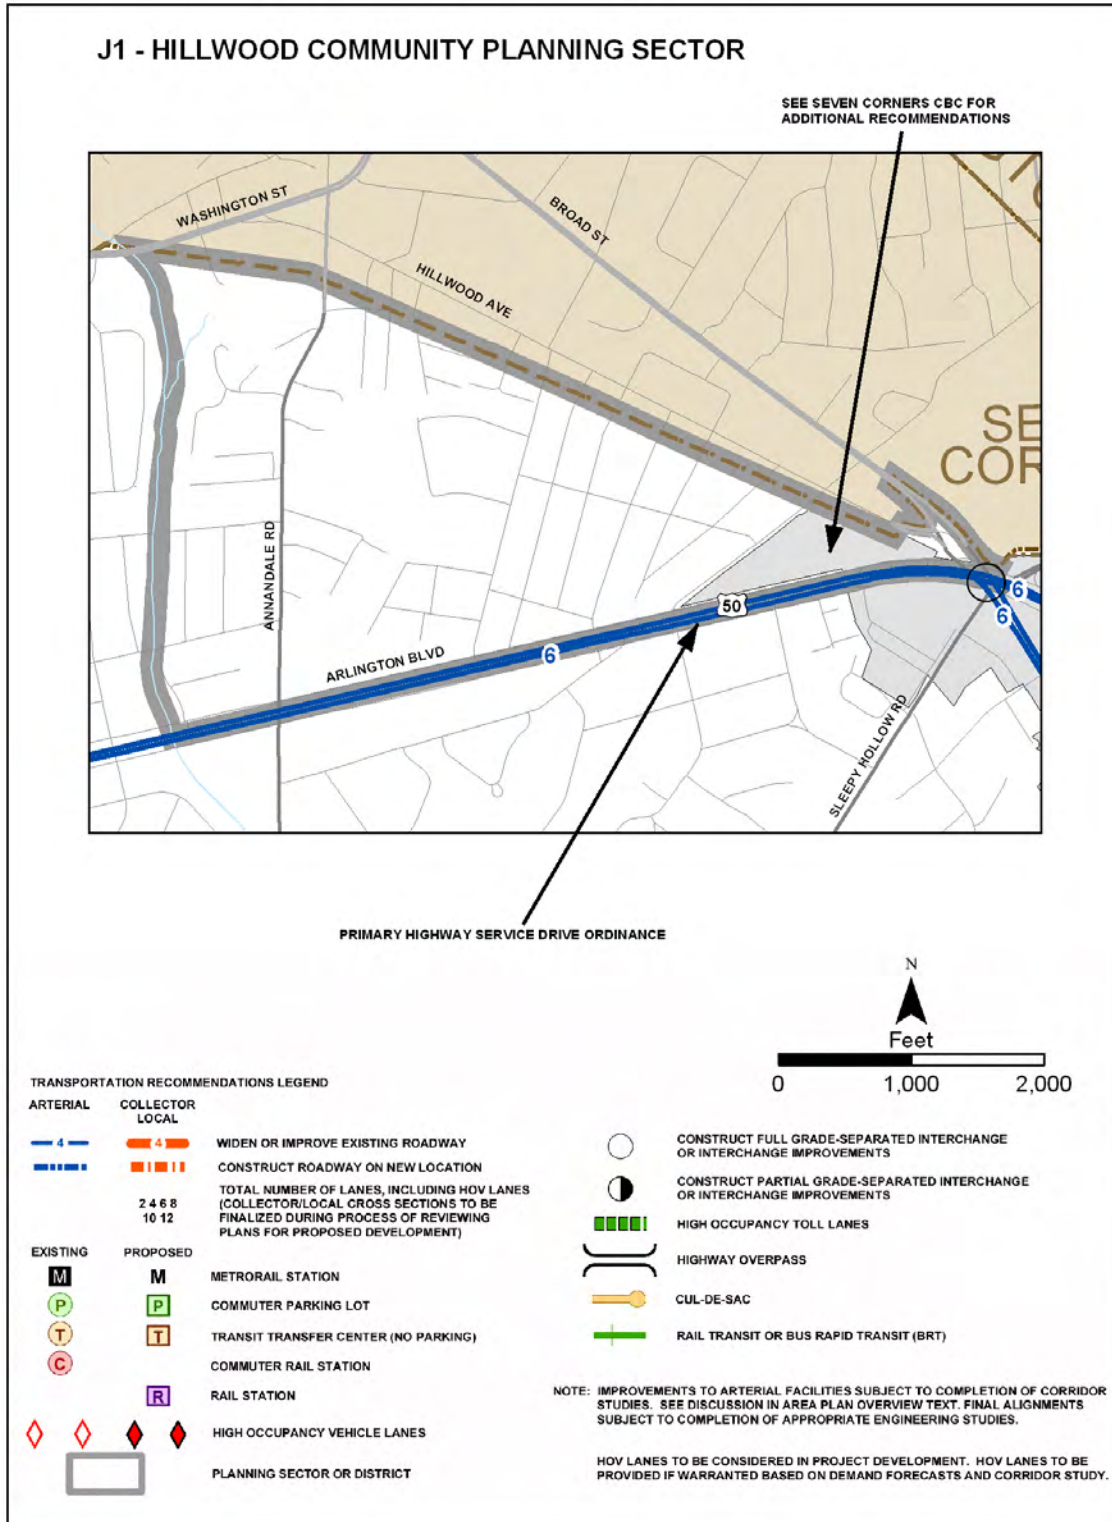 J1 - HILLWOOD COMMUNITY PLANNING SECTOR
SEE SEVEN CORNERS CBC FOR
ADDITIONAL RECOMMENDATIONS
WASHINGTON ST
BROAD ST
HILLWOOD AVE
SE
COR
ANNANDALE RD
50
6
6
6
ARLINGTON BLVD
SLEEPY HOLLOW RD
PRIMARY HIGHWAY SERVICE DRIVE ORDINANCE
N
Feet
0 1,000 2,000
TRANSPORTATION RECOMMENDATIONS LEGEND
ARTERIAL COLLECTOR
LOCAL
4 4 WIDEN OR IMPROVE EXISTING ROADWAY
CONSTRUCT ROADWAY ON NEW LOCATION
2 4 6 8
10 12
TOTAL NUMBER OF LANES, INCLUDING HOV LANES
(COLLECTOR/LOCAL CROSS SECTIONS TO BE
FINALIZED DURING PROCESS OF REVIEWING
PLANS FOR PROPOSED DEVELOPMENT)
EXISTING PROPOSED
M M METRORAIL STATION
P P COMMUTER PARKING LOT
T T TRANSIT TRANSFER CENTER (NO PARKING)
C COMMUTER RAIL STATION
R RAIL STATION
HIGH OCCUPANCY VEHICLE LANES
PLANNING SECTOR OR DISTRICT
CONSTRUCT FULL GRADE-SEPARATED INTERCHANGE
OR INTERCHANGE IMPROVEMENTS
CONSTRUCT PARTIAL GRADE-SEPARATED INTERCHANGE
OR INTERCHANGE IMPROVEMENTS
HIGH OCCUPANCY TOLL LANES
HIGHWAY OVERPASS
CUL-DE-SAC
RAIL TRANSIT OR BUS RAPID TRANSIT (BRT)
NOTE: IMPROVEMENTS TO ARTERIAL FACILITIES SUBJECT TO COMPLETION OF CORRIDOR
STUDIES. SEE DISCUSSION IN AREA PLAN OVERVIEW TEXT. FINAL ALIGNMENTS
SUBJECT TO COMPLETION OF APPROPRIATE ENGINEERING STUDIES.
HOV LANES TO BE CONSIDERED IN PROJECT DEVELOPMENT. HOV LANES TO BE
PROVIDED IF WARRANTED BASED ON DEMAND FORECASTS AND CORRIDOR STUDY.